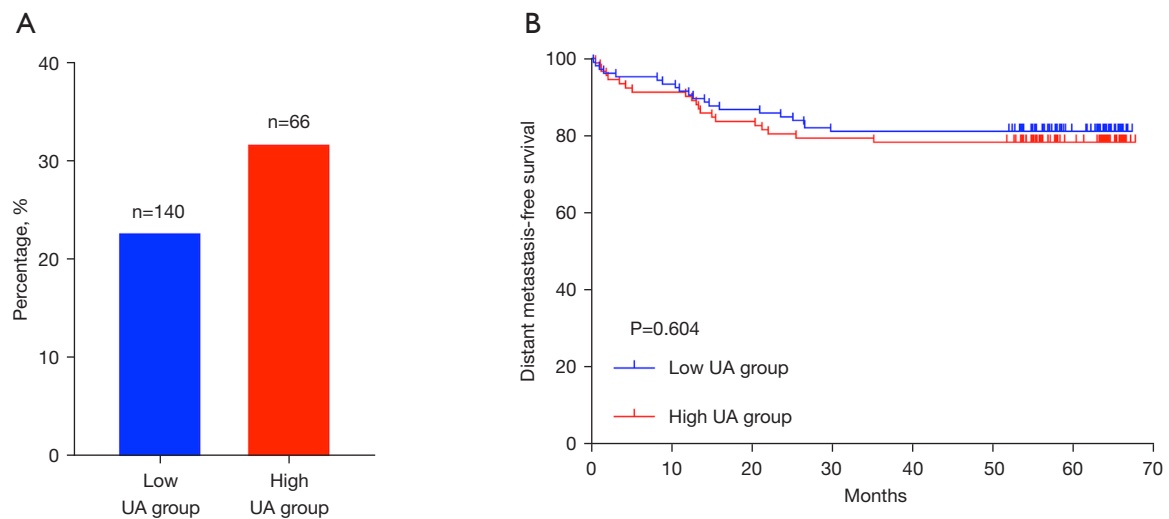 A
Percentage, %
40
30
20
10
0
n=140
n=66
Low
UA group
High
UA group
B
Distant metastasis-free survival
100
80
60
40
20
0
P=0.604
Low UA group
High UA group
0 10 20 30 40 50 60 70
Months